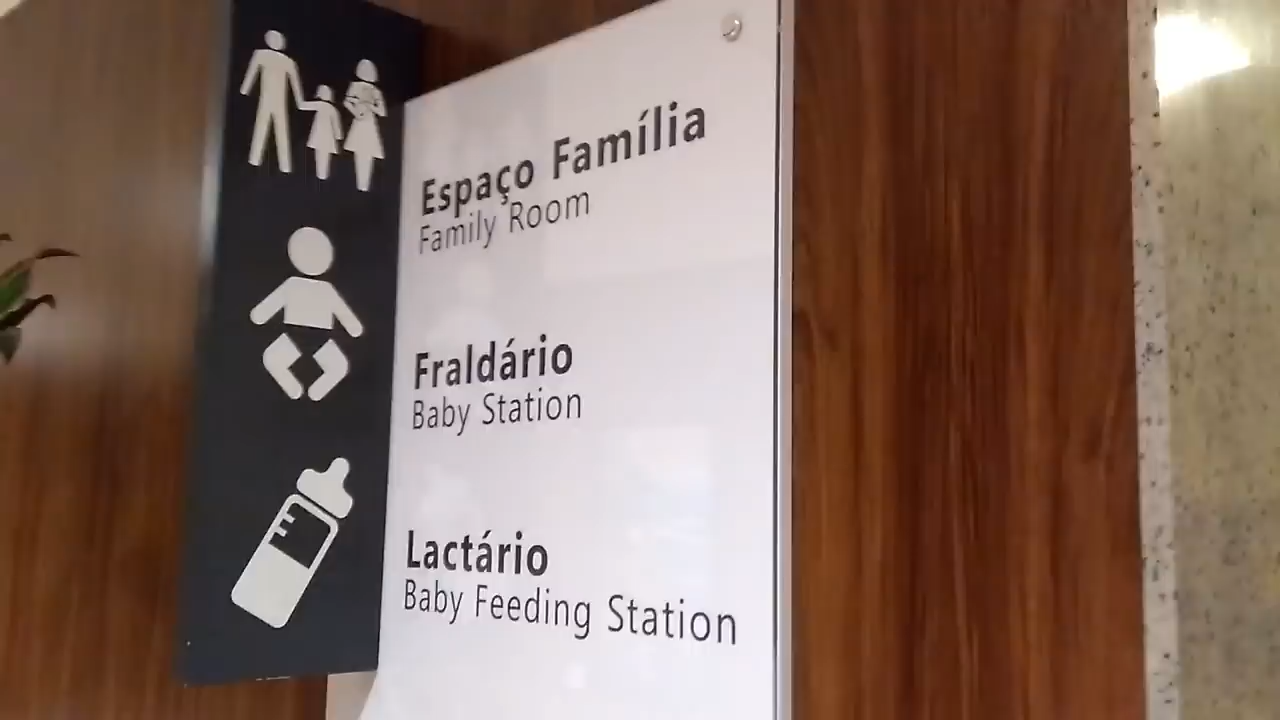 Espaço Família
Family Room
Fraldário
Baby Station
Lactário
Baby Feeding Station